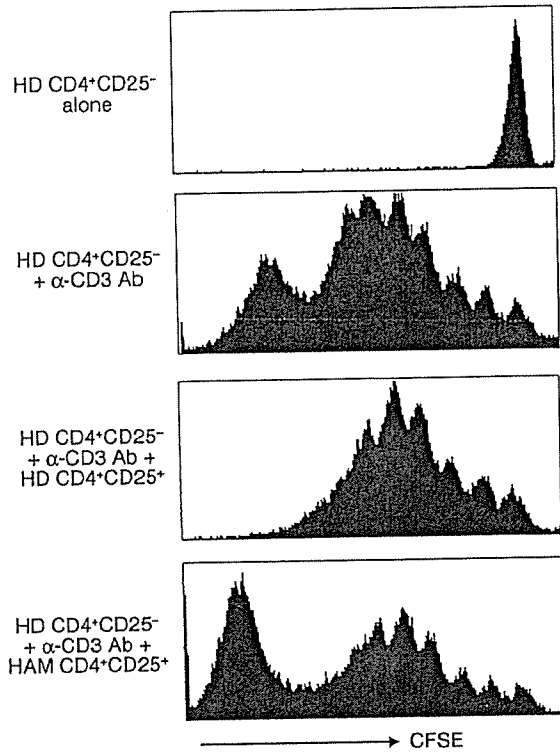 HD CD4⁺CD25⁻
alone
HD CD4⁺CD25⁻
+ α-CD3 Ab
HD CD4⁺CD25⁻
+ α-CD3 Ab +
HD CD4⁺CD25⁺
HD CD4⁺CD25⁻
+ α-CD3 Ab +
HAM CD4⁺CD25⁺
CFSE